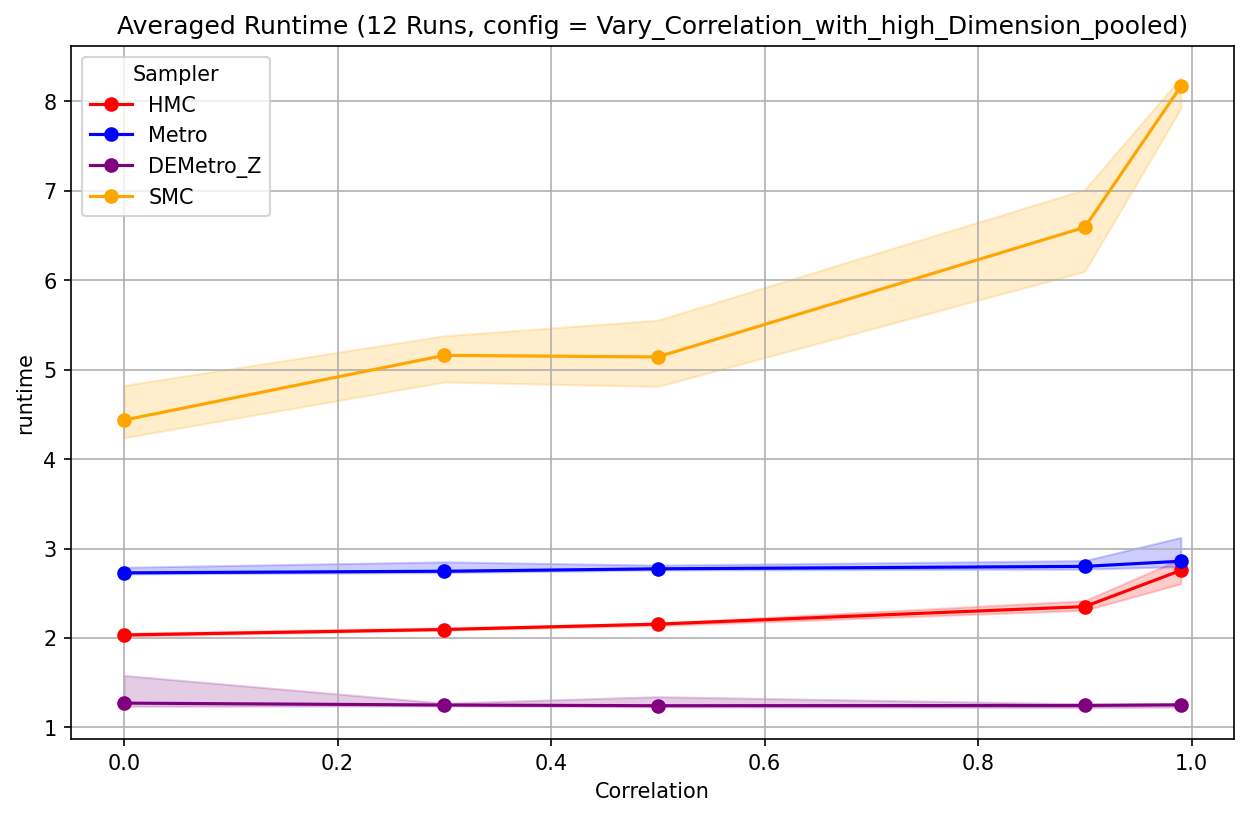 Averaged Runtime (12 Runs, config = Vary_Correlation_with_high_Dimension_pooled)
Sampler
HMC
Metro
DEMetro_Z
SMC
8
7
6
5
4
3
2
1
runtime
0.0 0.2 0.4 0.6 0.8 1.0
Correlation